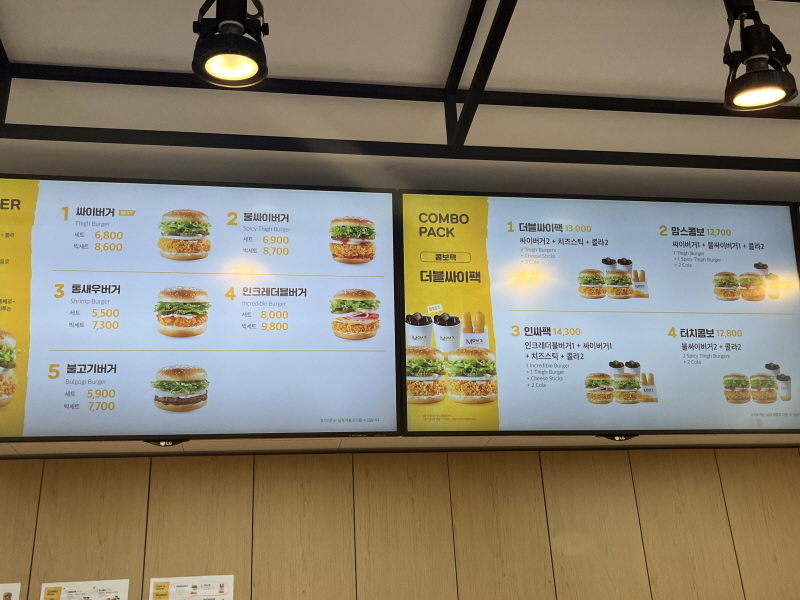 ER
1 싸이버거 BEST
Thigh Burger
세트 6,800
빅세트 8,600
2 불싸이버거
Spicy Thigh Burger
세트 6,900
빅세트 8,700
3 통새우버거
Shrimp Burger
세트 5,500
빅세트 7,300
4 인크레더블버거
Incredible Burger
세트 8,000
빅세트 9,800
5 불고기버거
Bulgogi Burger
세트 5,900
빅세트 7,700
LG
COMBO
PACK
콤보팩
더블싸이팩
BEST
MOM'S
1 더블싸이팩 13,000
싸이버거2 + 치즈스틱 + 콜라2
2 Thigh Burgers
+ Cheese Sticks
+ 2 Cola
2 맘스콤보 12,700
싸이버거1 + 불싸이버거1 + 콜라2
1 Thigh Burger
+ 1 Spicy Thigh Burger
+ 2 Cola
3 인싸팩 14,300
인크레더블버거1 + 싸이버거1
+ 치즈스틱 + 콜라2
1 Incredible Burger
+ 1 Thigh Burger
+ Cheese Sticks
+ 2 Cola
4 터치콤보 12,800
불싸이버거2 + 콜라2
2 Spicy Thigh Burgers
+ 2 Cola
LG